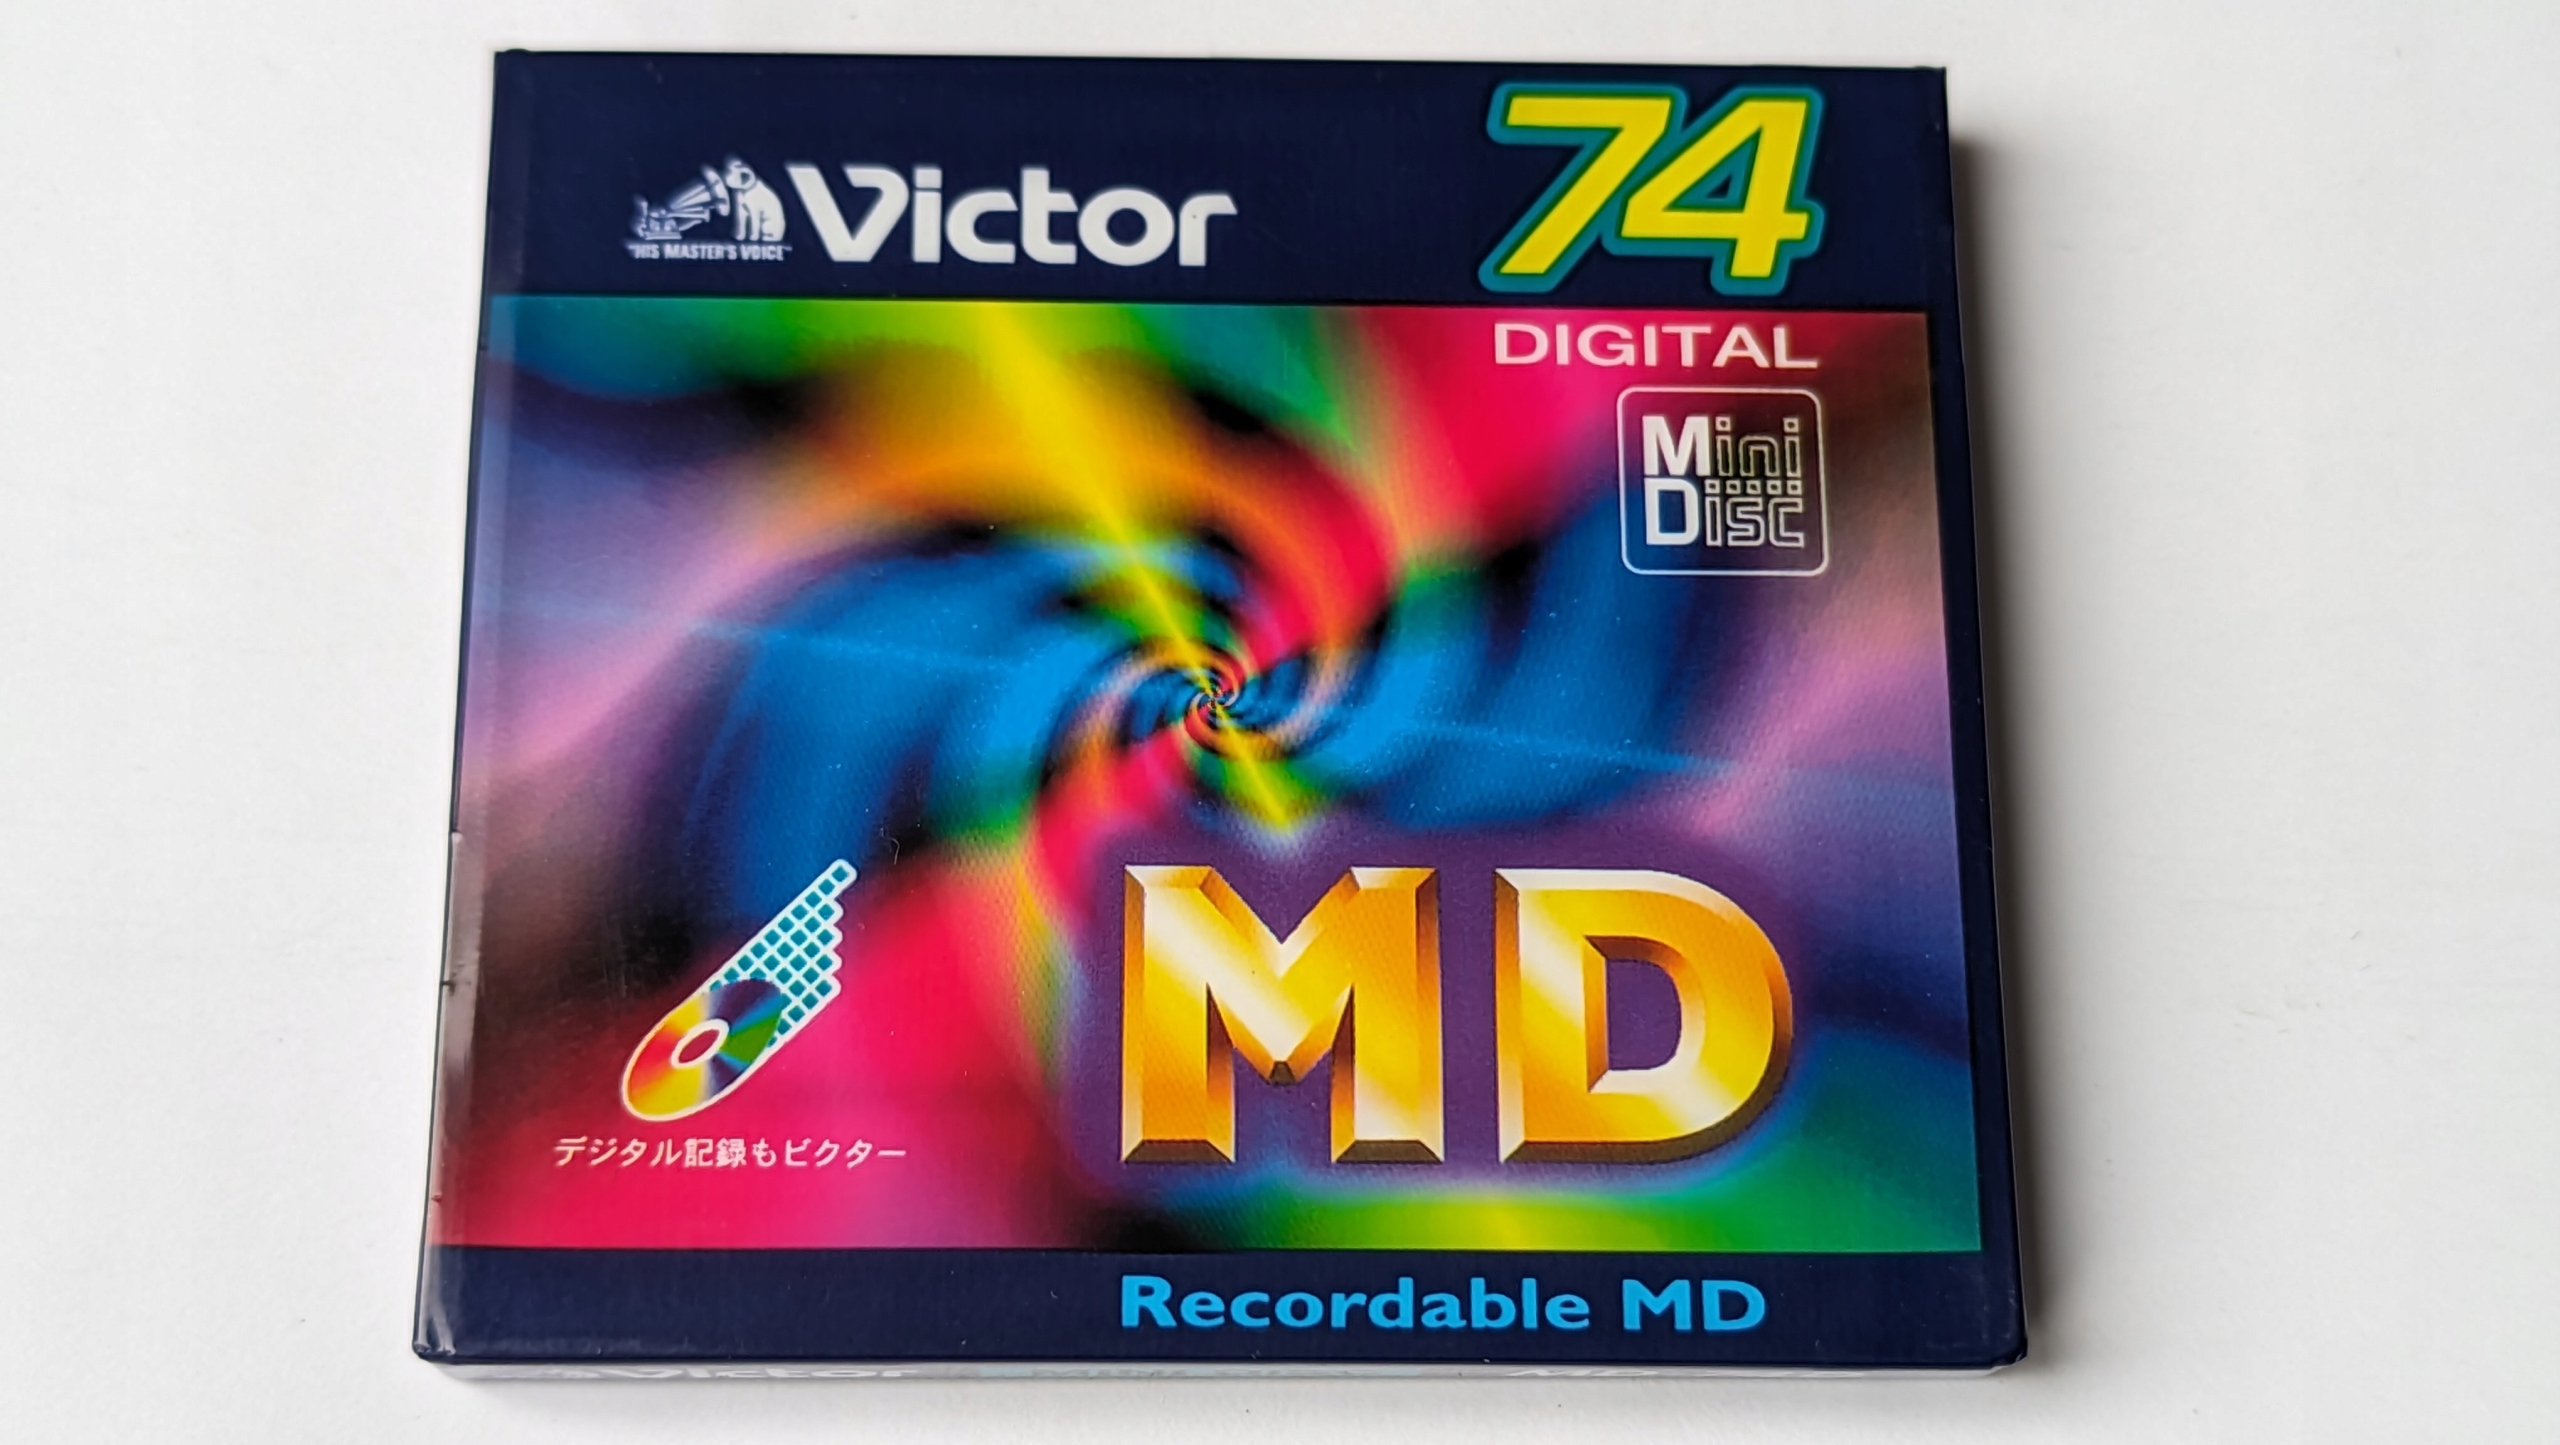 Victor
"HIS MASTER'S VOICE"
74
DIGITAL
Mini
Disc
MD
デジタル記録もビクター
Recordable MD
Victor